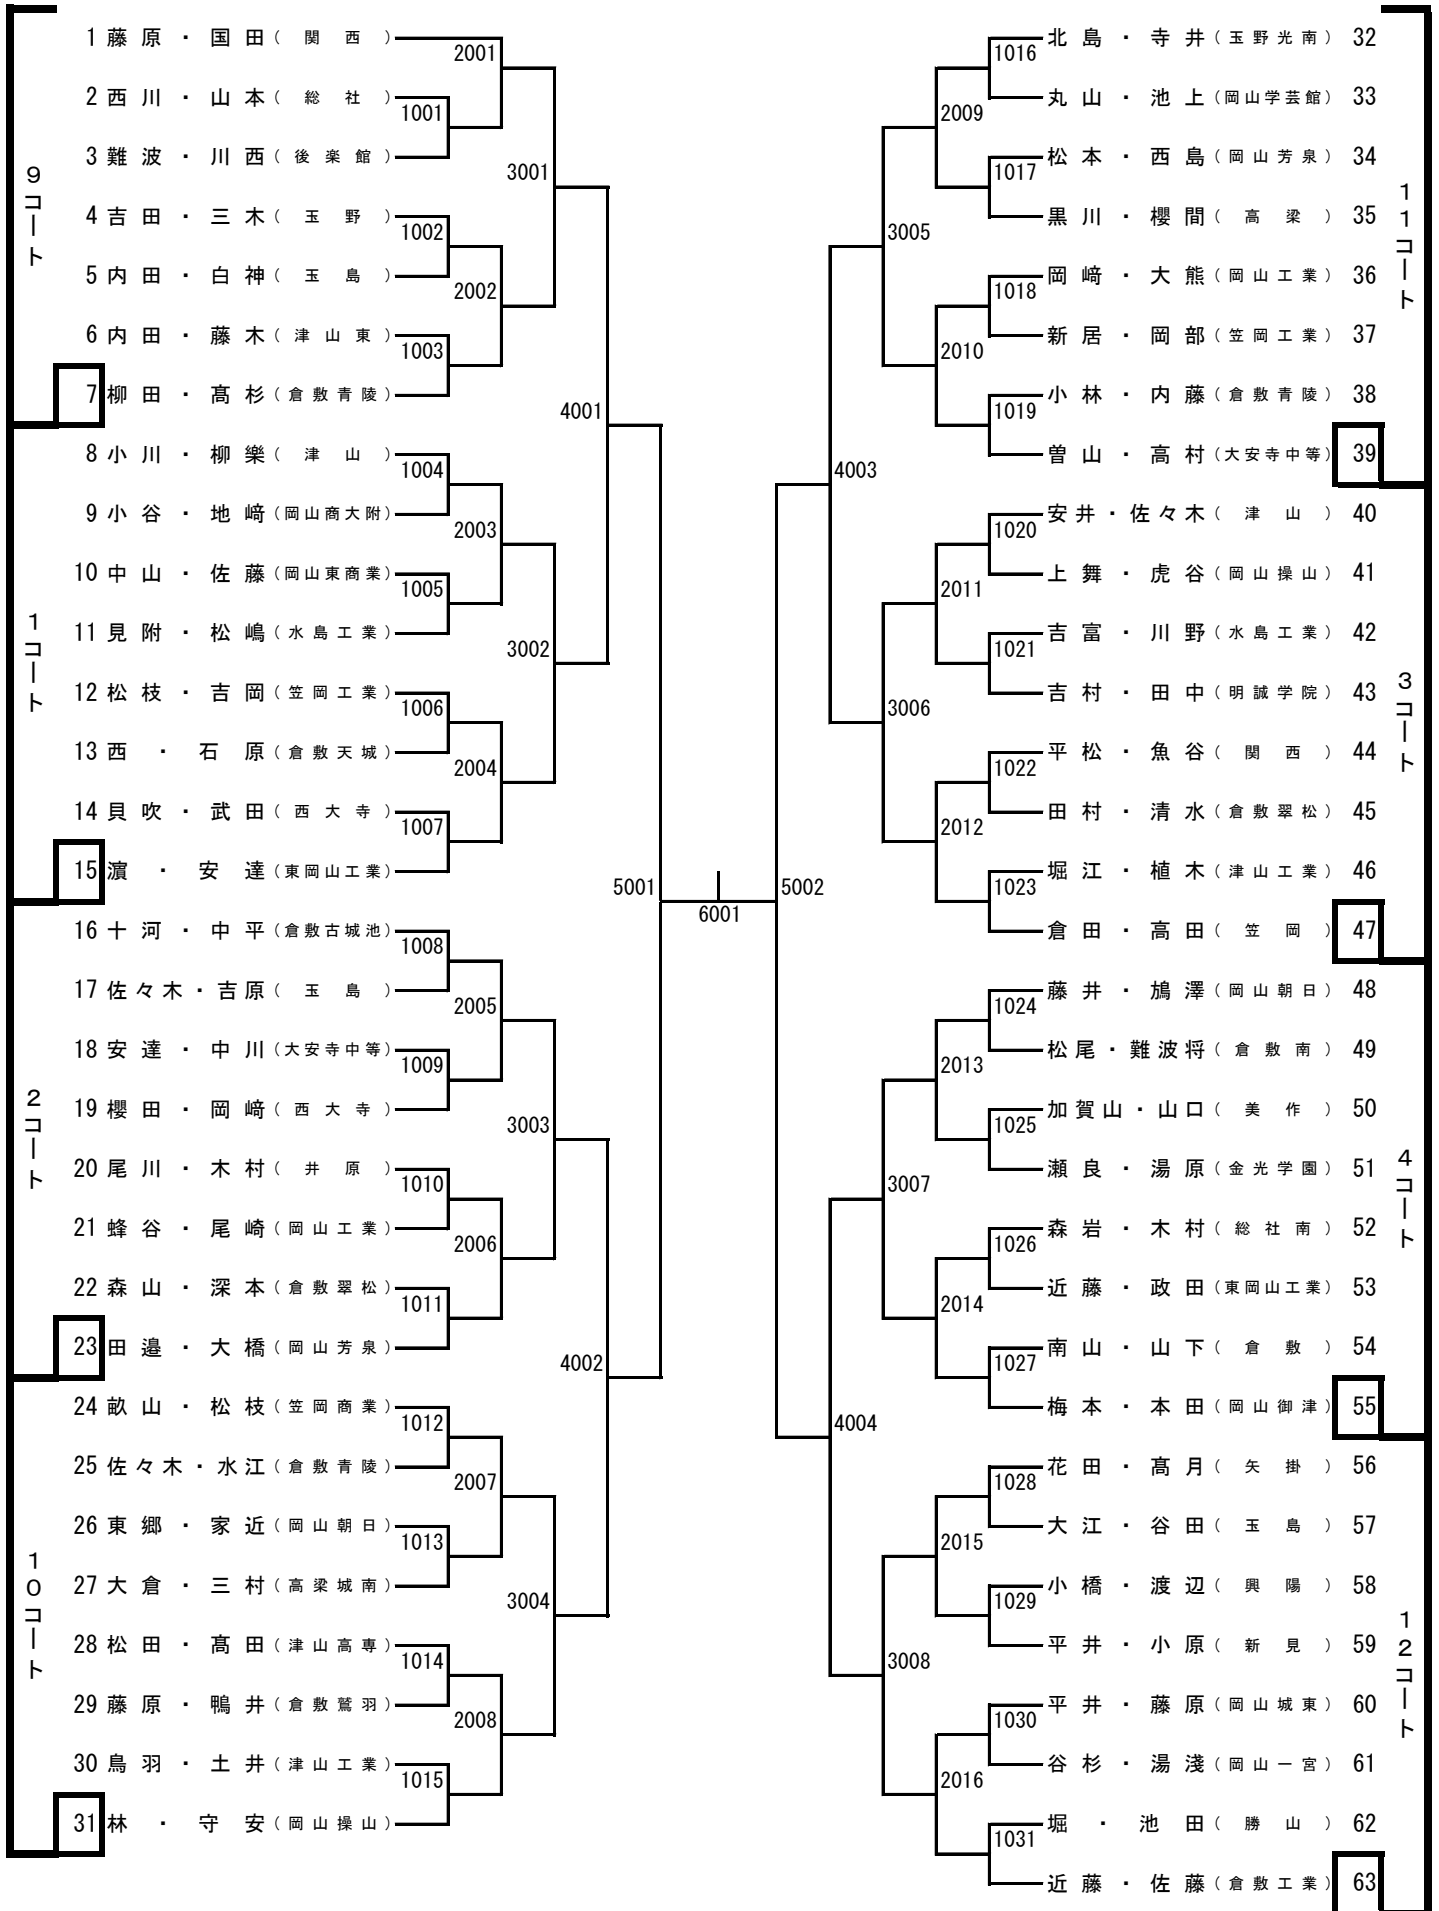 9コート
1 藤原・国田(関西)
2 西川・山本(総社)
3 難波・川西(後楽館)
4 吉田・三木(玉野)
5 内田・白神(玉島)
6 内田・藤木(津山東)
7 柳田・髙杉(倉敷青陵)
1コート
8 小川・柳樂(津山)
9 小谷・地﨑(岡山商大附)
10 中山・佐藤(岡山東商業)
11 見附・松嶋(水島工業)
12 松枝・吉岡(笠岡工業)
13 西・石原(倉敷天城)
14 貝吹・武田(西大寺)
15 濵・安達(東岡山工業)
2コート
16 十河・中平(倉敷古城池)
17 佐々木・吉原(玉島)
18 安達・中川(大安寺中等)
19 櫻田・岡﨑(西大寺)
20 尾川・木村(井原)
21 蜂谷・尾崎(岡山工業)
22 森山・深本(倉敷翠松)
23 田邉・大橋(岡山芳泉)
10コート
24 畝山・松枝(笠岡商業)
25 佐々木・水江(倉敷青陵)
26 東郷・家近(岡山朝日)
27 大倉・三村(高梁城南)
28 松田・髙田(津山高専)
29 藤原・鴨井(倉敷鷲羽)
30 鳥羽・土井(津山工業)
31 林・守安(岡山操山)
1001
1002
1003
1004
1005
1006
1007
1008
1009
1010
1011
1012
1013
1014
1015
2001
2002
2003
2004
2005
2006
2007
2008
3001
3002
3003
3004
4001
4002
5001
6001
5002
4003
4004
3005
3006
3007
3008
2009
2010
2011
2012
2013
2014
2015
2016
1016
1017
1018
1019
1020
1021
1022
1023
1024
1025
1026
1027
1028
1029
1030
1031
北島・寺井(玉野光南) 32
丸山・池上(岡山学芸館) 33
松本・西島(岡山芳泉) 34
黒川・櫻間(高梁) 35
岡﨑・大熊(岡山工業) 36
新居・岡部(笠岡工業) 37
小林・内藤(倉敷青陵) 38
曽山・高村(大安寺中等) 39
11コート
安井・佐々木(津山) 40
上舞・虎谷(岡山操山) 41
吉富・川野(水島工業) 42
吉村・田中(明誠学院) 43
平松・魚谷(関西) 44
田村・清水(倉敷翠松) 45
堀江・植木(津山工業) 46
倉田・高田(笠岡) 47
3コート
藤井・鳩澤(岡山朝日) 48
松尾・難波将(倉敷南) 49
加賀山・山口(美作) 50
瀬良・湯原(金光学園) 51
森岩・木村(総社南) 52
近藤・政田(東岡山工業) 53
南山・山下(倉敷) 54
梅本・本田(岡山御津) 55
4コート
花田・髙月(矢掛) 56
大江・谷田(玉島) 57
小橋・渡辺(興陽) 58
平井・小原(新見) 59
平井・藤原(岡山城東) 60
谷杉・湯淺(岡山一宮) 61
堀・池田(勝山) 62
近藤・佐藤(倉敷工業) 63
12コート